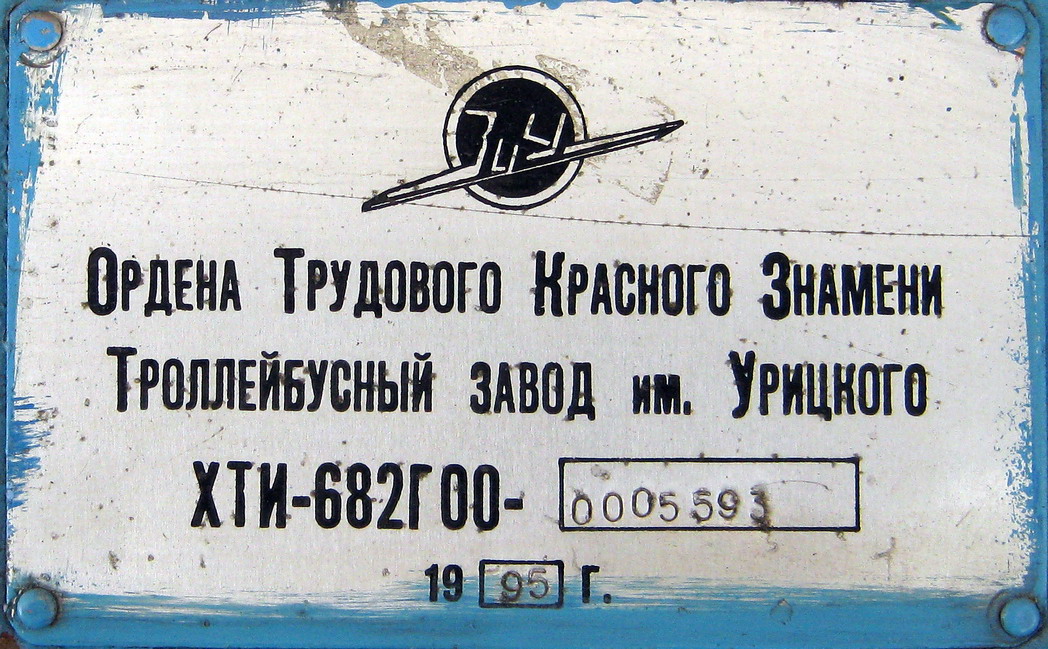 ЗиУ
Ордена Трудового Красного Знамени
Троллейбусный завод им. Урицкого
ХТИ-682Г00- 0005593
19 95 г.